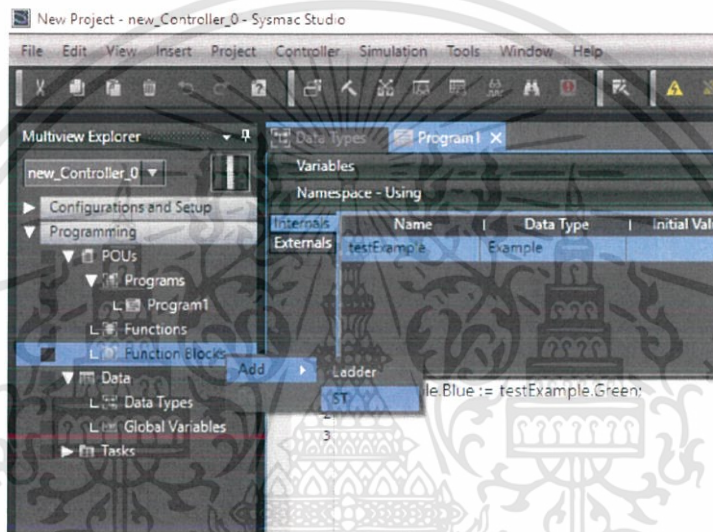 New Project - new_Controller_0 - Sysmac Studio
File Edit View Insert Project Controller Simulation Tools Window Help
Multiview Explorer
new_Controller_0
Configurations and Setup
Programming
POUs
Programs
Program1
Functions
Function Blocks
Data
Data Types
Global Variables
Tasks
Data Types Program1
Variables
Namespace - Using
Internals Name Data Type Initial Valu
Externals testExample Example
Add Ladder
ST
le.Blue := testExample.Green;
2
3